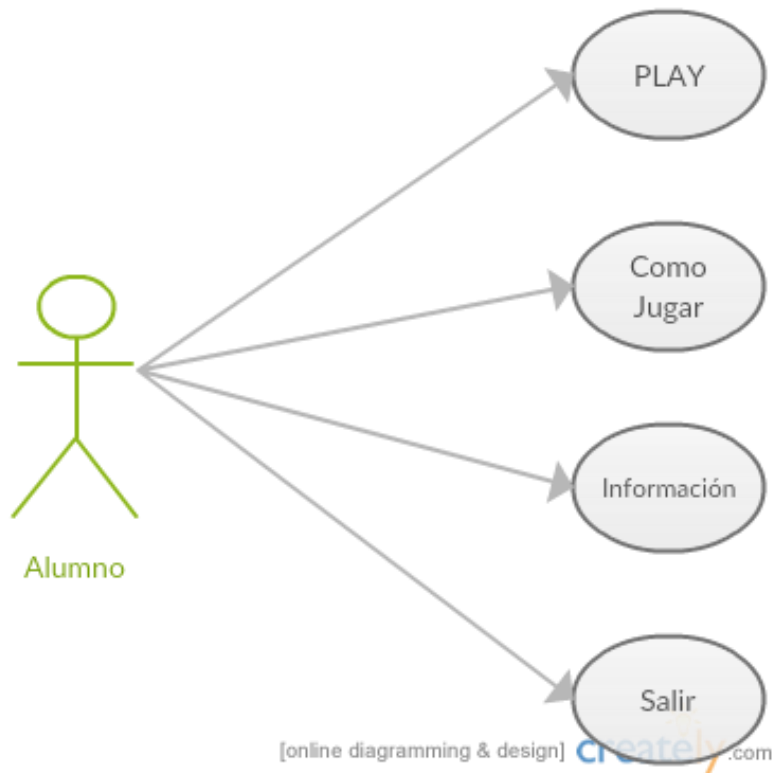 PLAY
Como
Jugar
Información
Alumno
Salir
[online diagramming & design] creately.com